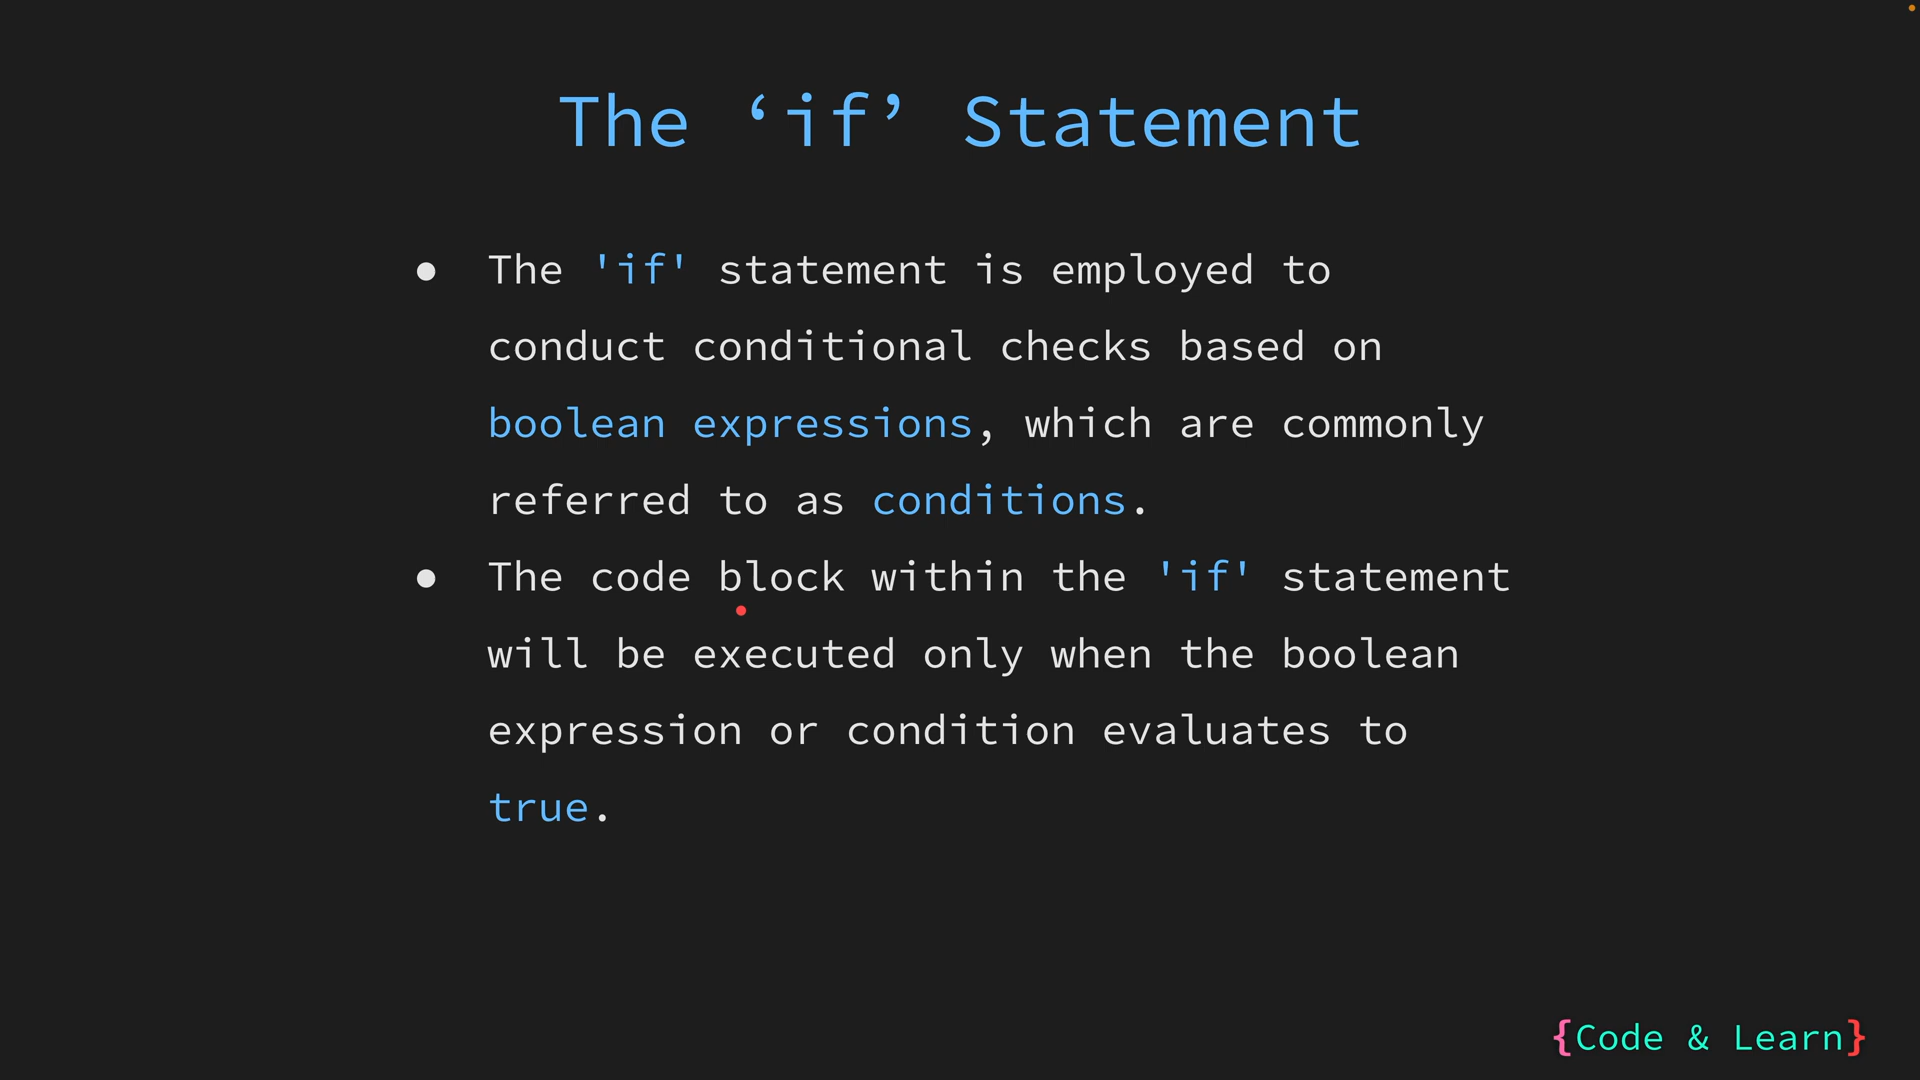 The ‘if’ Statement
● The 'if' statement is employed to
conduct conditional checks based on
boolean expressions, which are commonly
referred to as conditions.
● The code block within the 'if' statement
will be executed only when the boolean
expression or condition evaluates to
true.
{Code & Learn}